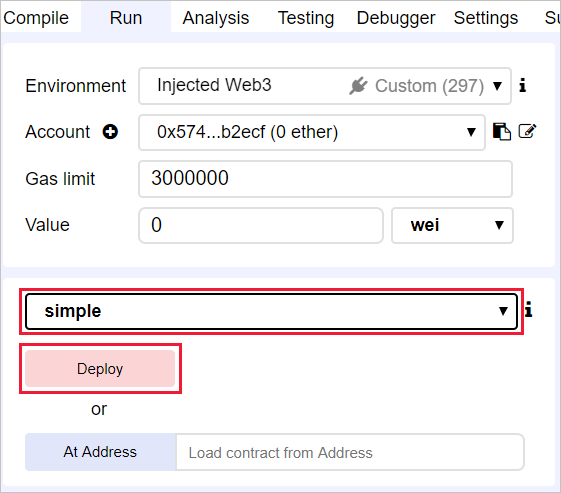 Compile Run Analysis Testing Debugger Settings Su
Environment Injected Web3 Custom (297)
Account 0x574...b2ecf (0 ether)
Gas limit 3000000
Value 0 wei
simple
Deploy
or
At Address Load contract from Address